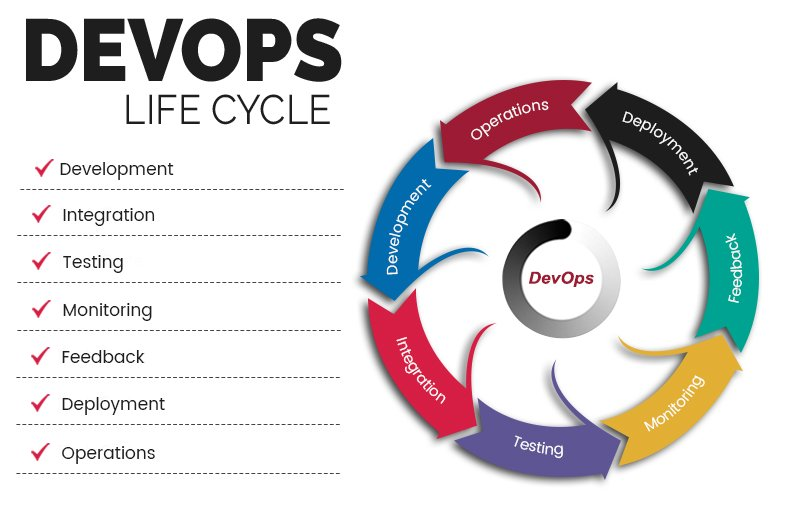 DEVOPS
LIFE CYCLE
Development
Integration
Testing
Monitoring
Feedback
Deployment
Operations
Operations
Deployment
Development
Feedback
DevOps
Integration
Monitoring
Testing